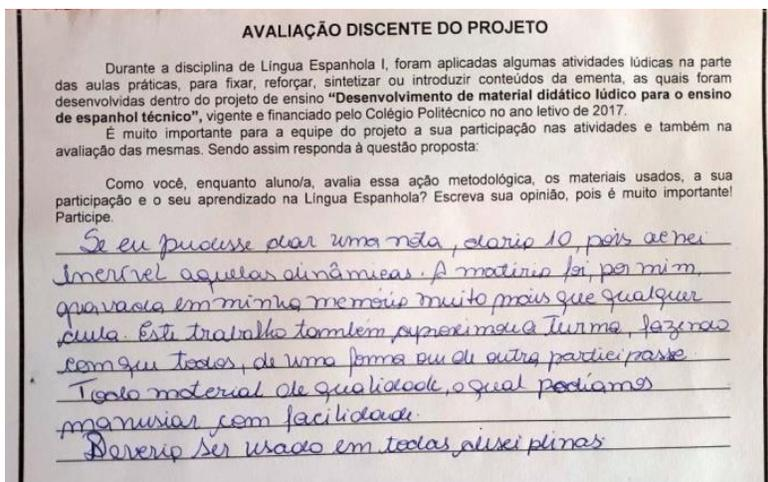 AVALIAÇÃO DISCENTE DO PROJETO
Durante a disciplina de Língua Espanhola I, foram aplicadas algumas atividades lúdicas na parte
das aulas práticas, para fixar, reforçar, sintetizar ou introduzir conteúdos da ementa, as quais foram
desenvolvidas dentro do projeto de ensino “Desenvolvimento de material didático lúdico para o ensino
de espanhol técnico”, vigente e financiado pelo Colégio Politécnico no ano letivo de 2017.
É muito importante para a equipe do projeto a sua participação nas atividades e também na
avaliação das mesmas. Sendo assim responda à questão proposta:
Como você, enquanto aluno/a, avalia essa ação metodológica, os materiais usados, a sua
participação e o seu aprendizado na Língua Espanhola? Escreva sua opinião, pois é muito importante!
Participe.
Se eu pudesse dar uma nota, daria 10, pois achei
incrível aquelas dinâmicas. A matéria foi, por mim,
gravada em minha memória muito mais que qualquer
aula. Este trabalho também aproximou a turma, fazendo
com que todos, de uma forma ou de outra participasse.
Todo material de qualidade, o qual podíamos
manusiar com facilidade.
Deveria ser usado em todas disciplinas.